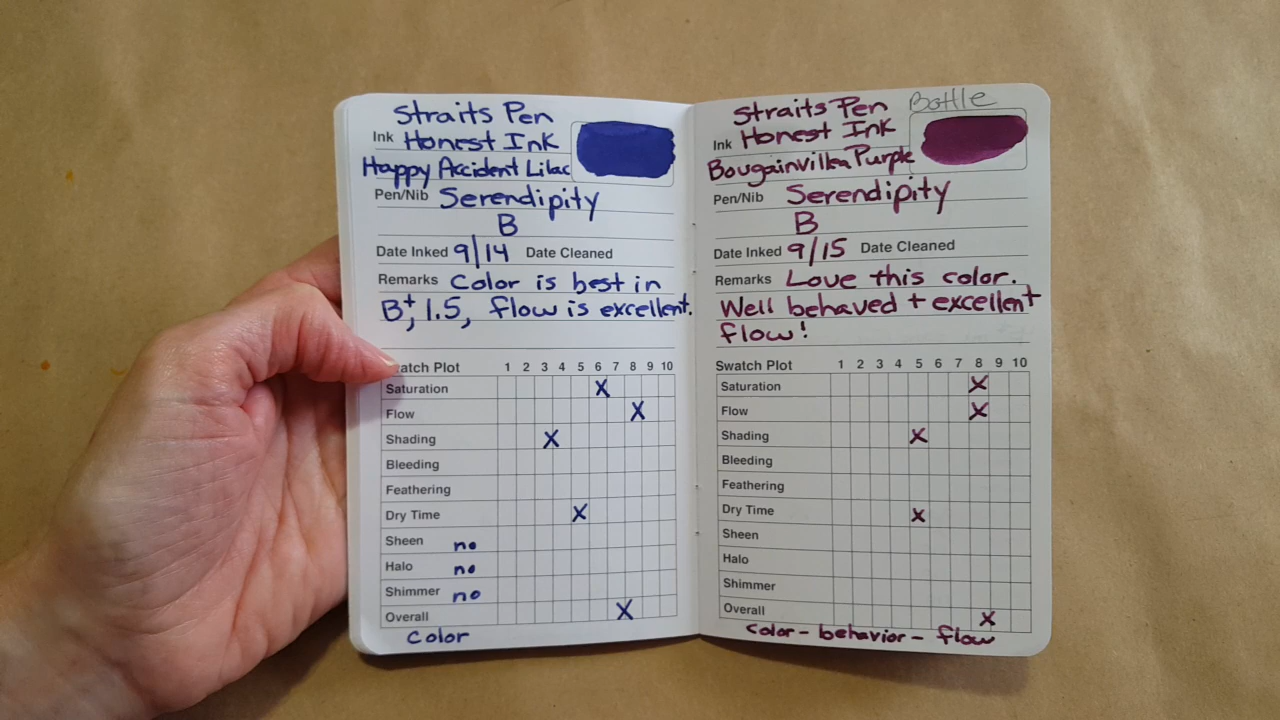 Straits Pen
Ink Honest Ink
Happy Accident Lilac
Pen/Nib Serendipity
B
Date Inked 9/14 Date Cleaned
Remarks Color is best in
B+, 1.5, flow is excellent.
atch Plot 1 2 3 4 5 6 7 8 9 10
Saturation X
Flow X
Shading X
Bleeding
Feathering
Dry Time X
Sheen no
Halo no
Shimmer no
Overall X
Color
Straits Pen Bottle
Ink Honest Ink
Bougainvillea Purple
Pen/Nib Serendipity
B
Date Inked 9/15 Date Cleaned
Remarks Love this color.
Well behaved + excellent
flow!
Swatch Plot 1 2 3 4 5 6 7 8 9 10
Saturation X
Flow X
Shading X
Bleeding
Feathering
Dry Time X
Sheen
Halo
Shimmer
Overall X
color - behavior - flow